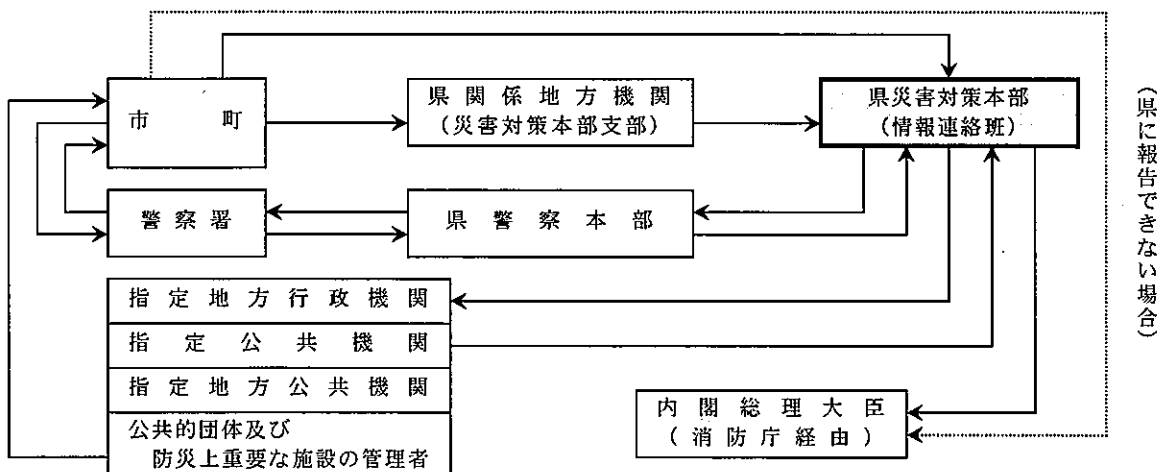 市町
県関係地方機関
（災害対策本部支部）
県災害対策本部
（情報連絡班）
（県に報告できない場合）
警察署
県警察本部
指定地方行政機関
指定公共機関
指定地方公共機関
公共的団体及び
防災上重要な施設の管理者
内閣総理大臣
（消防庁経由）